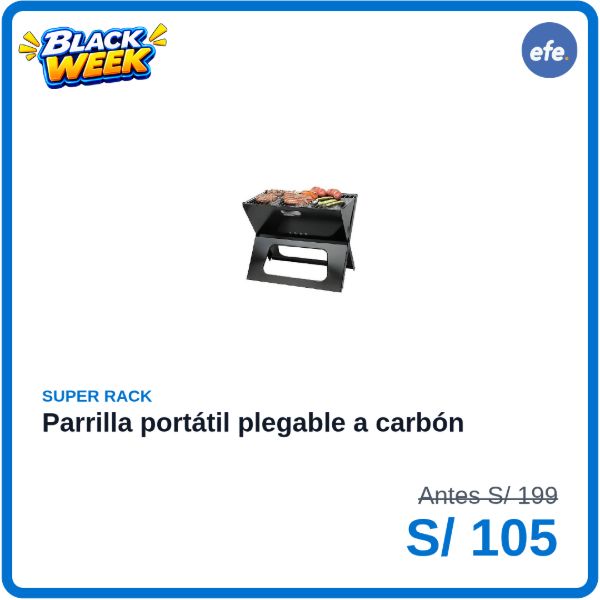 BLACK
WEEK
efe.
SUPER RACK
Parrilla portátil plegable a carbón
Antes S/ 199
S/ 105